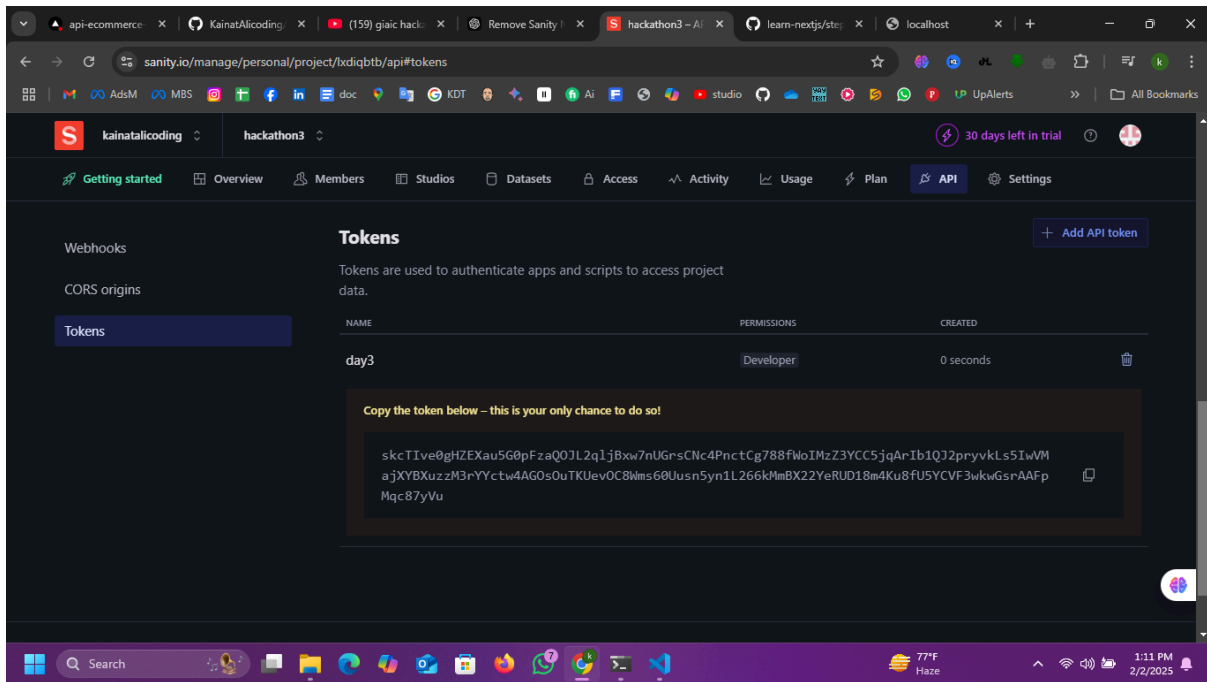 api-ecommerce-
KainatAlicoding/
(159) giaic hacka
Remove Sanity
hackathon3 – AP
learn-nextjs/step
localhost
sanity.io/manage/personal/project/lxdiqbtb/api#tokens
k
AdsM
MBS
doc
KDT
Ai
studio
UpAlerts
All Bookmarks
S
kainatalicoding
hackathon3
30 days left in trial
Getting started
Overview
Members
Studios
Datasets
Access
Activity
Usage
Plan
API
Settings
Webhooks
CORS origins
Tokens
Tokens
+ Add API token
Tokens are used to authenticate apps and scripts to access project
data.
NAME PERMISSIONS CREATED
day3 Developer 0 seconds
Copy the token below – this is your only chance to do so!
Search
7
77°F
Haze
1:11 PM
2/2/2025